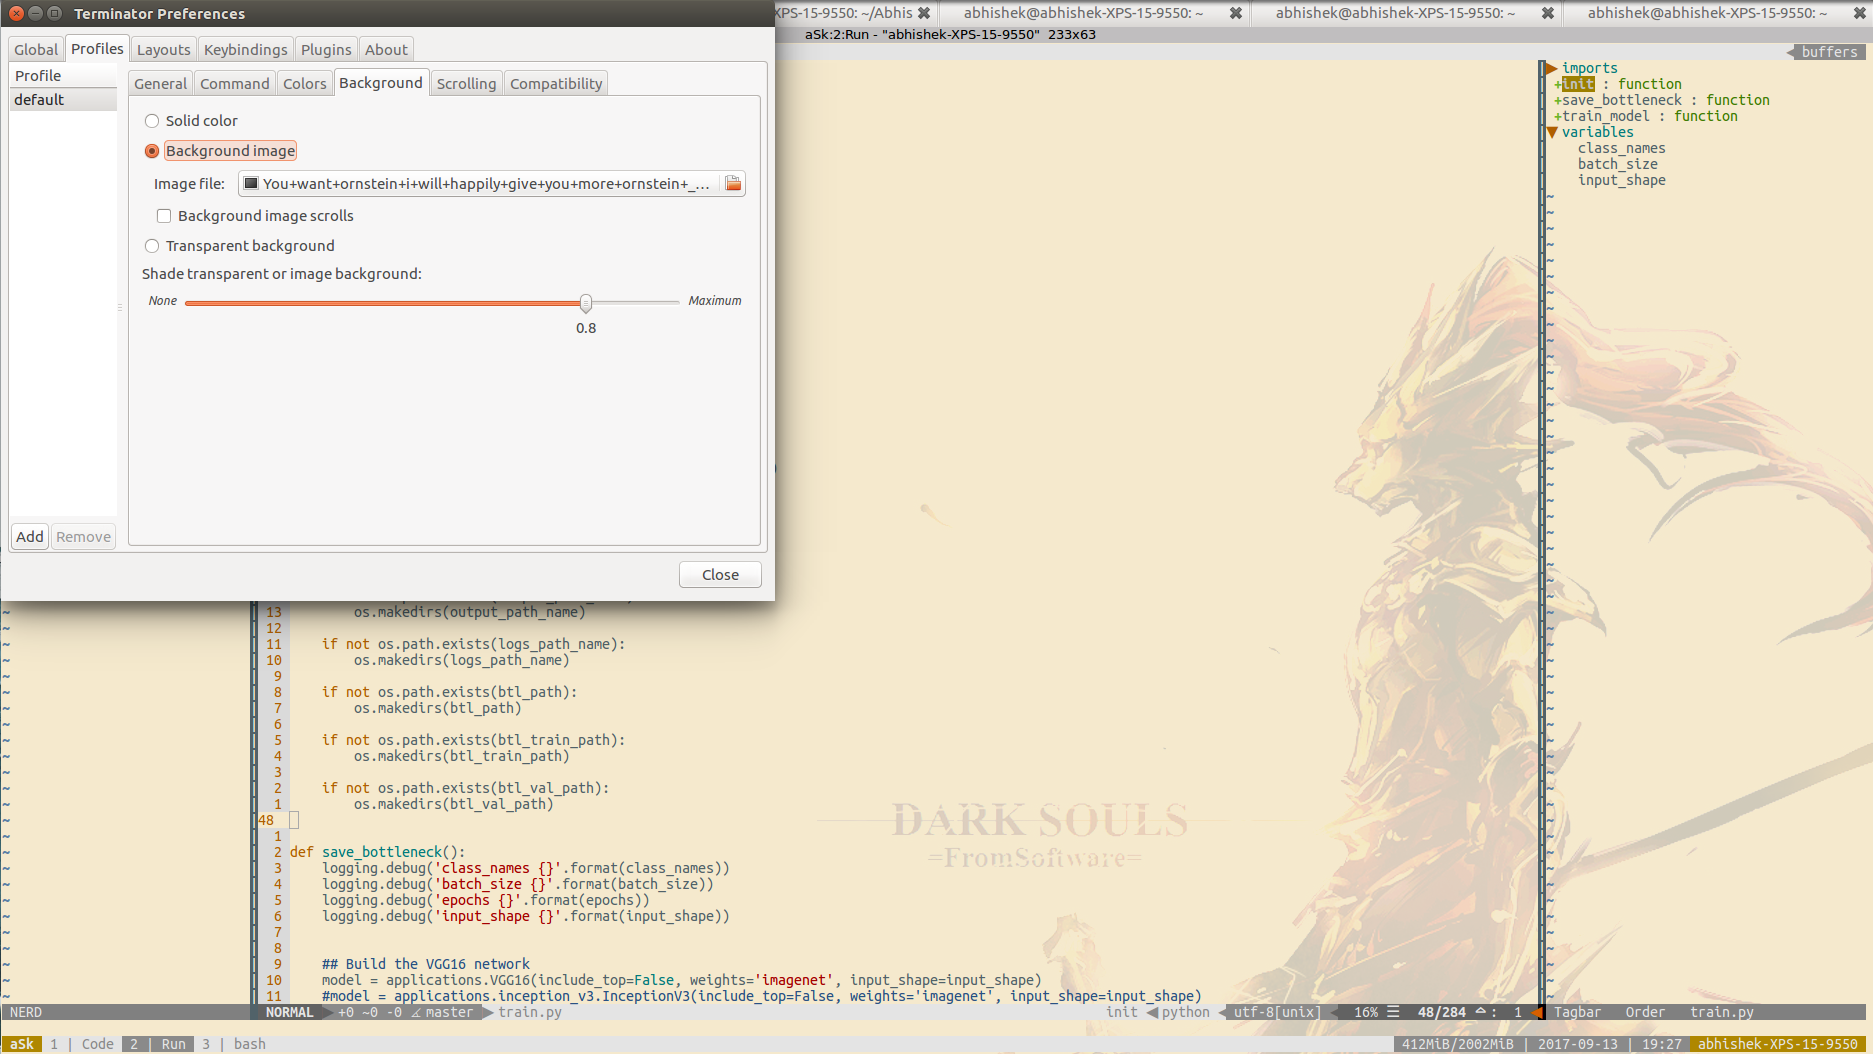 Terminator Preferences
XPS-15-9550: ~/Abhis
abhishek@abhishek-XPS-15-9550: ~
abhishek@abhishek-XPS-15-9550: ~
abhishek@abhishek-XPS-15-9550: ~
aSk:2:Run - "abhishek-XPS-15-9550" 233x63
buffers
Global
Profiles
Layouts
Keybindings
Plugins
About
Profile
default
General
Command
Colors
Background
Scrolling
Compatibility
Solid color
Background image
Image file:
You+want+ornstein+i+will+happily+give+you+more+ornstein+_...
Background image scrolls
Transparent background
Shade transparent or image background:
None
Maximum
0.8
Add
Remove
Close
▶ imports
+init : function
+save_bottleneck : function
+train_model : function
▼ variables
class_names
batch_size
input_shape
13 os.makedirs(output_path_name)
12
11 if not os.path.exists(logs_path_name):
10 os.makedirs(logs_path_name)
9
8 if not os.path.exists(btl_path):
7 os.makedirs(btl_path)
6
5 if not os.path.exists(btl_train_path):
4 os.makedirs(btl_train_path)
3
2 if not os.path.exists(btl_val_path):
1 os.makedirs(btl_val_path)
48
1
2 def save_bottleneck():
3 logging.debug('class_names {}'.format(class_names))
4 logging.debug('batch_size {}'.format(batch_size))
5 logging.debug('epochs {}'.format(epochs))
6 logging.debug('input_shape {}'.format(input_shape))
7
8
9 ## Build the VGG16 network
10 model = applications.VGG16(include_top=False, weights='imagenet', input_shape=input_shape)
11 #model = applications.inception_v3.InceptionV3(include_top=False, weights='imagenet', input_shape=input_shape)
DARK SOULS
=FromSoftware=
NERD
NORMAL +0 ~0 -0 master train.py
init python utf-8[unix] 16% ☰ 48/284 : 1
Tagbar Order train.py
aSk 1 | Code 2 | Run 3 | bash
412MiB/2002MiB | 2017-09-13 | 19:27 abhishek-XPS-15-9550